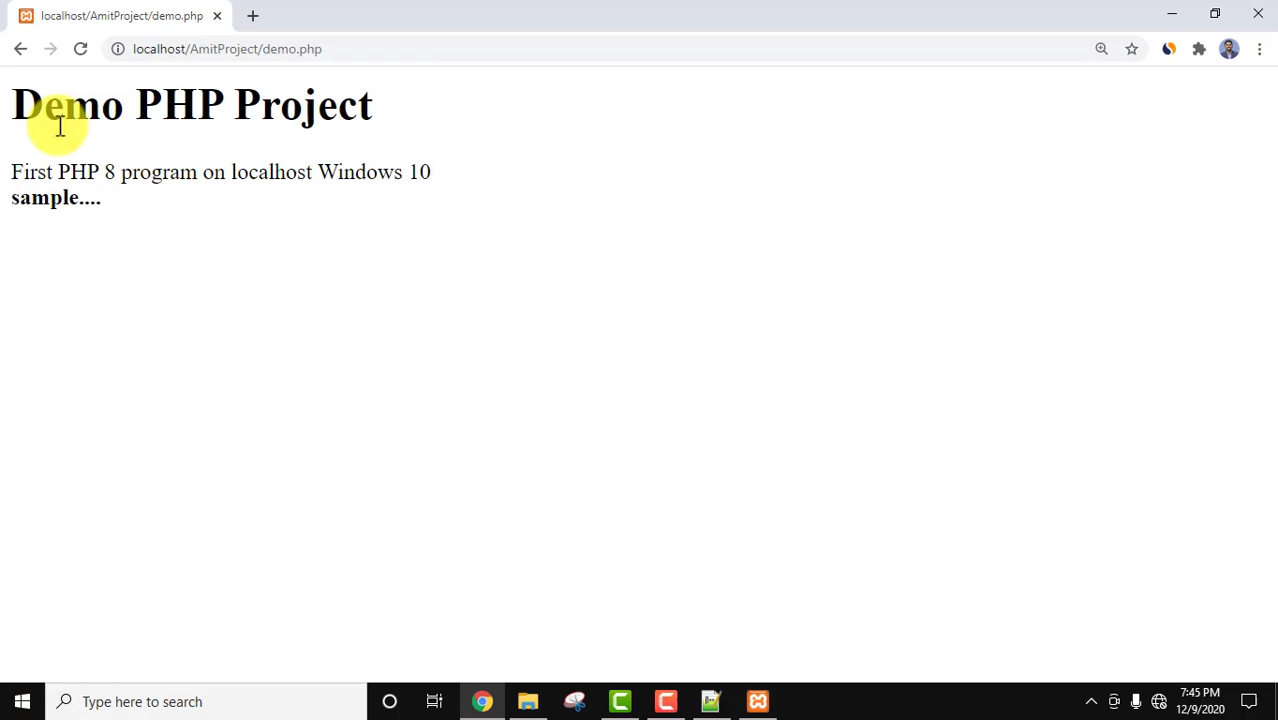 localhost/AmitProject/demo.php
localhost/AmitProject/demo.php
Demo PHP Project
First PHP 8 program on localhost Windows 10
sample....
Type here to search
7:45 PM
12/9/2020